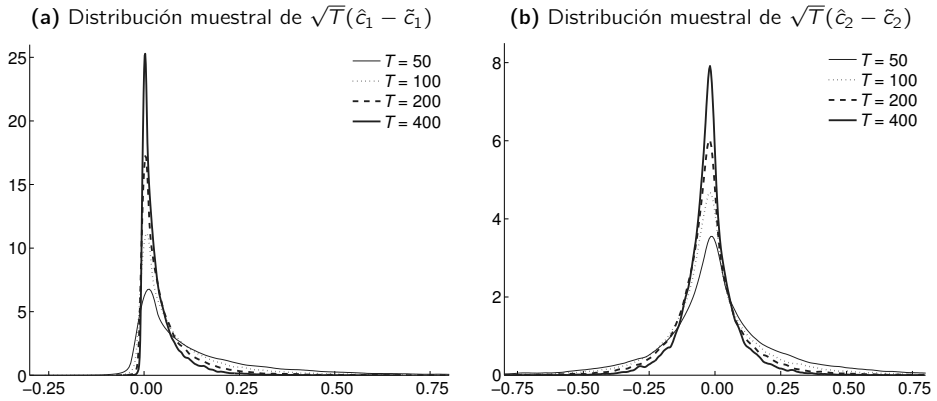 (a) Distribución muestral de √T(ĉ₁ − c̃₁)
25
20
15
10
5
0
−0.25
0.00
0.25
0.50
0.75
T = 50
T = 100
T = 200
T = 400
(b) Distribución muestral de √T(ĉ₂ − c̃₂)
8
6
4
2
0
−0.75
−0.50
−0.25
0.00
0.25
0.50
0.75
T = 50
T = 100
T = 200
T = 400